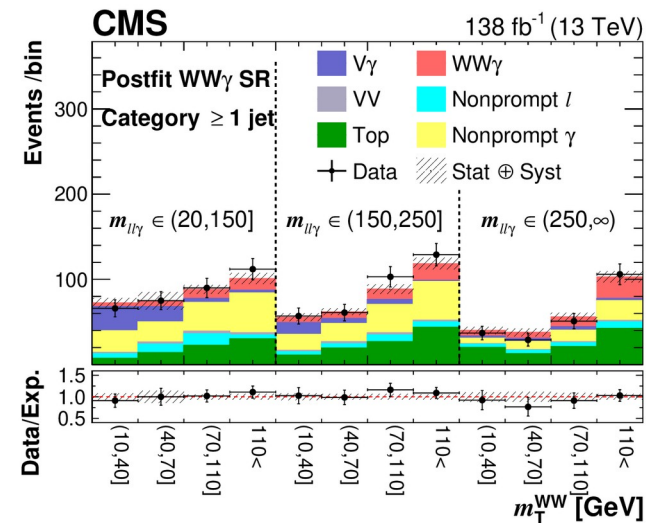 CMS 138 fb⁻¹ (13 TeV)
Events /bin
300
200
100
Postfit WWγ SR
Category ≥ 1 jet
Vγ WWγ
VV Nonprompt l
Top Nonprompt γ
Data Stat ⊕ Syst
m_llγ ∈ (20,150] m_llγ ∈ (150,250] m_llγ ∈ (250,∞)
Data/Exp.
1.5
1.0
0.5
(10,40] (40,70] (70,110] 110< (10,40] (40,70] (70,110] 110< (10,40] (40,70] (70,110] 110<
m_T^WW [GeV]